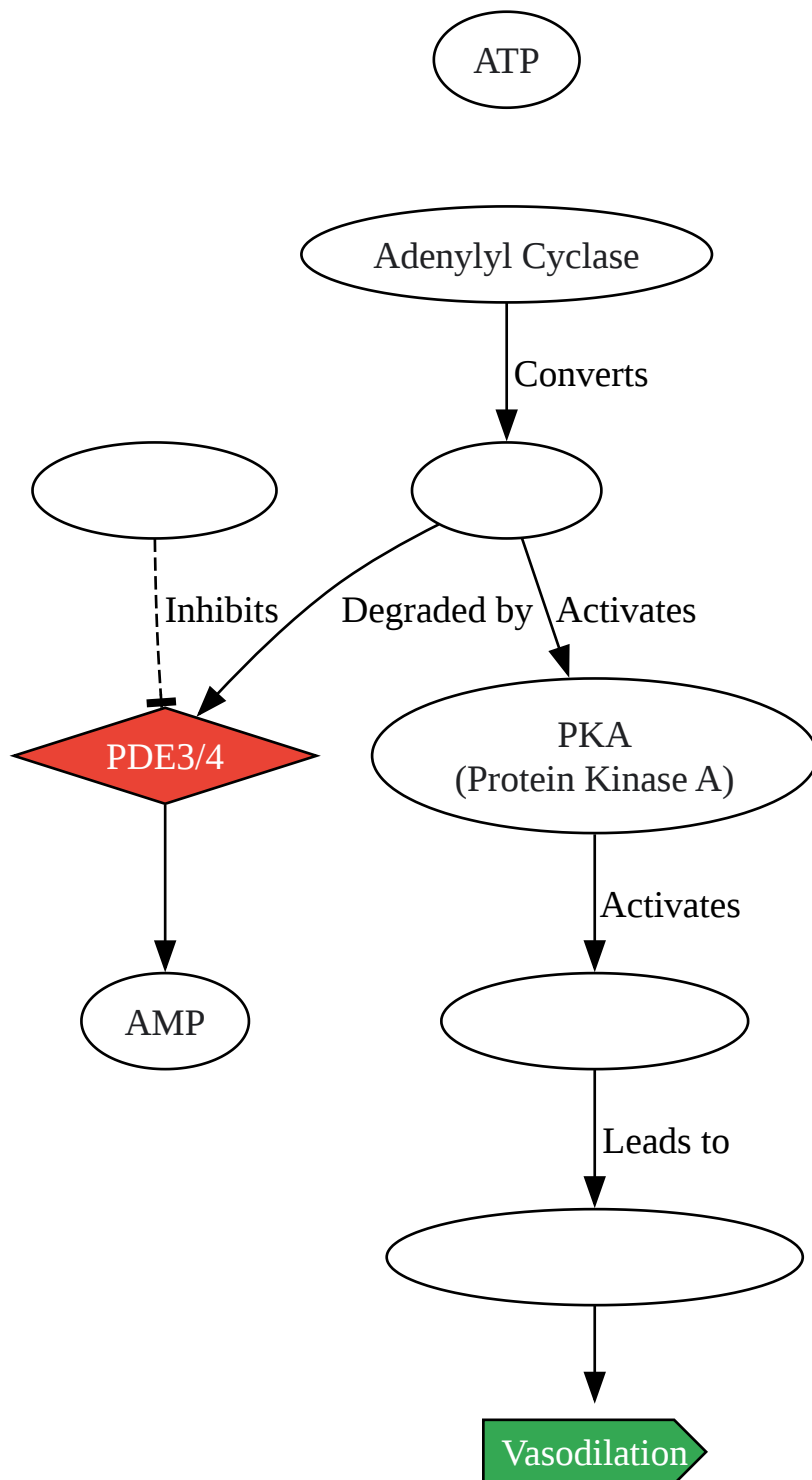 ATP
Adenylyl Cyclase
Converts
Inhibits
Degraded by
Activates
PDE3/4
PKA
(Protein Kinase A)
Activates
AMP
Leads to
Vasodilation